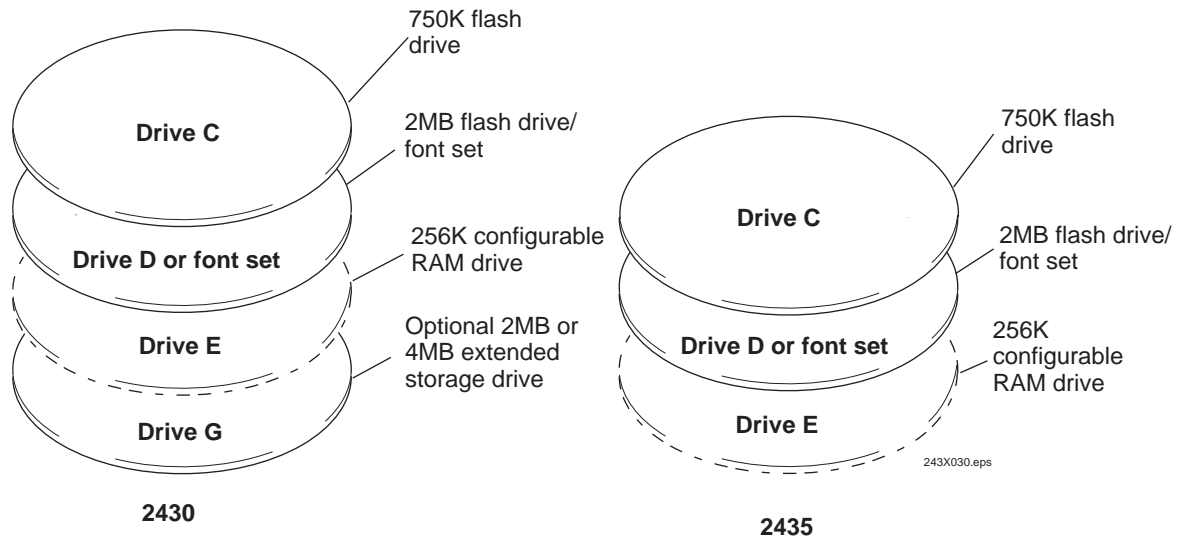 750K flash
drive
Drive C
2MB flash drive/
font set
Drive D or font set
256K configurable
RAM drive
Drive E
Optional 2MB or
4MB extended
storage drive
Drive G
2430
750K flash
drive
Drive C
2MB flash drive/
font set
Drive D or font set
256K
configurable
RAM drive
Drive E
243X030.eps
2435